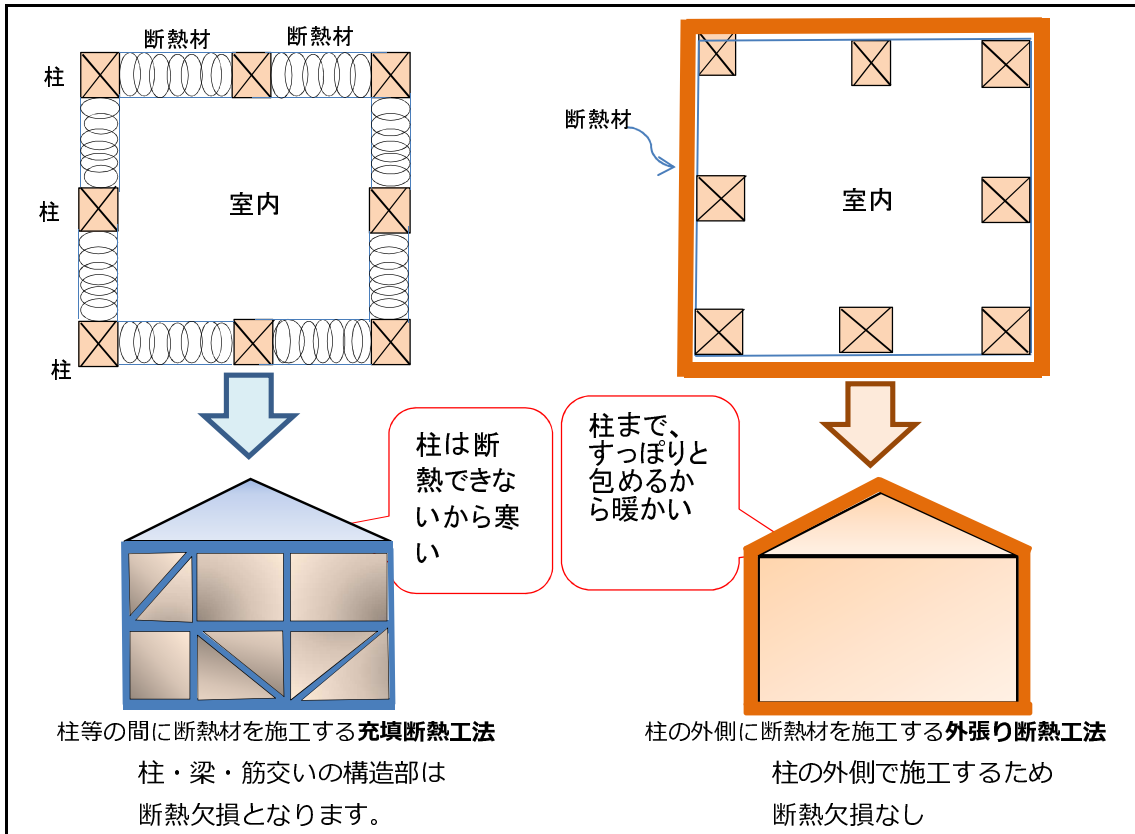 断熱材
断熱材
柱
室内
柱
柱
断熱材
室内
柱は断
熱できな
いから寒
い
柱まで、
すっぽりと
包めるか
ら暖かい
柱等の間に断熱材を施工する充填断熱工法
柱・梁・筋交いの構造部は
断熱欠損となります。
柱の外側に断熱材を施工する外張り断熱工法
柱の外側で施工するため
断熱欠損なし